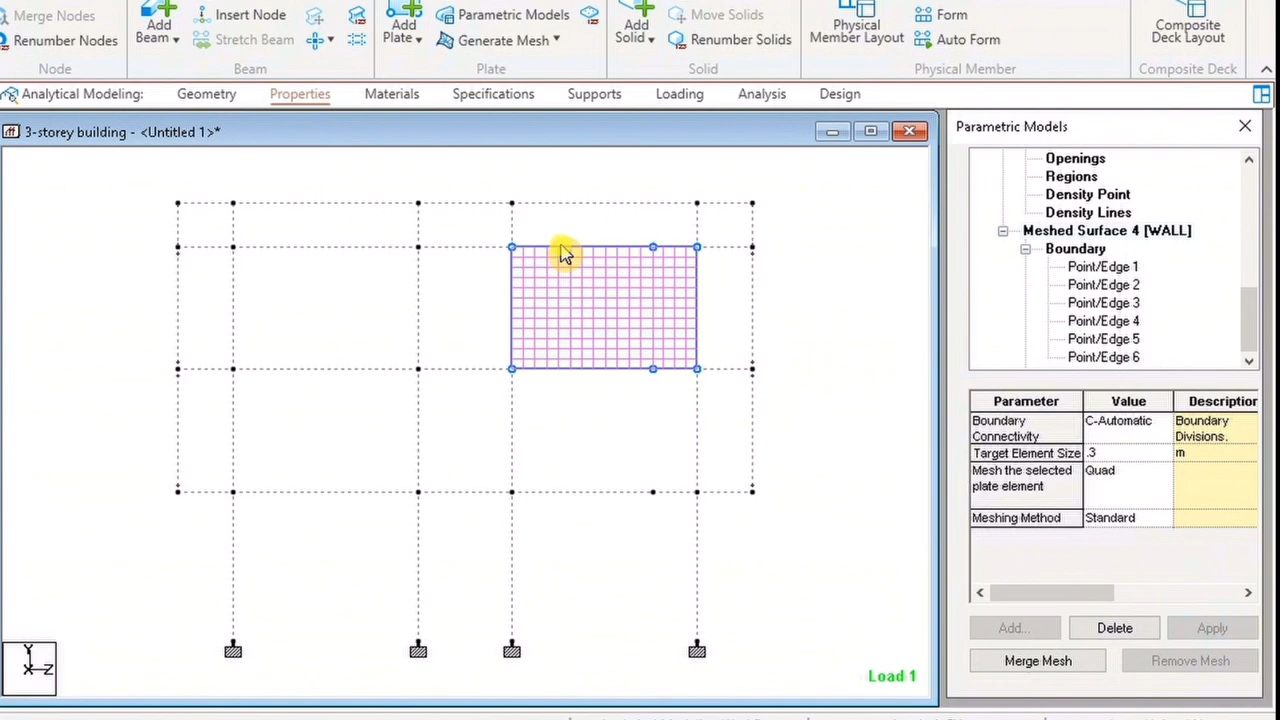 Merge Nodes
Renumber Nodes
Node
Add
Beam
Insert Node
Stretch Beam
Beam
Add
Plate
Parametric Models
Generate Mesh
Plate
Add
Solid
Move Solids
Renumber Solids
Solid
Physical
Member Layout
Form
Auto Form
Physical Member
Composite
Deck Layout
Composite Deck
Analytical Modeling: Geometry Properties Materials Specifications Supports Loading Analysis Design
3-storey building - <Untitled 1>*
Y
X Z
Load 1
Parametric Models
Openings
Regions
Density Point
Density Lines
Meshed Surface 4 [WALL]
Boundary
Point/Edge 1
Point/Edge 2
Point/Edge 3
Point/Edge 4
Point/Edge 5
Point/Edge 6
Parameter Value Description
Boundary Connectivity C-Automatic Boundary Divisions.
Target Element Size .3 m
Mesh the selected plate element Quad
Meshing Method Standard
Add... Delete Apply
Merge Mesh Remove Mesh